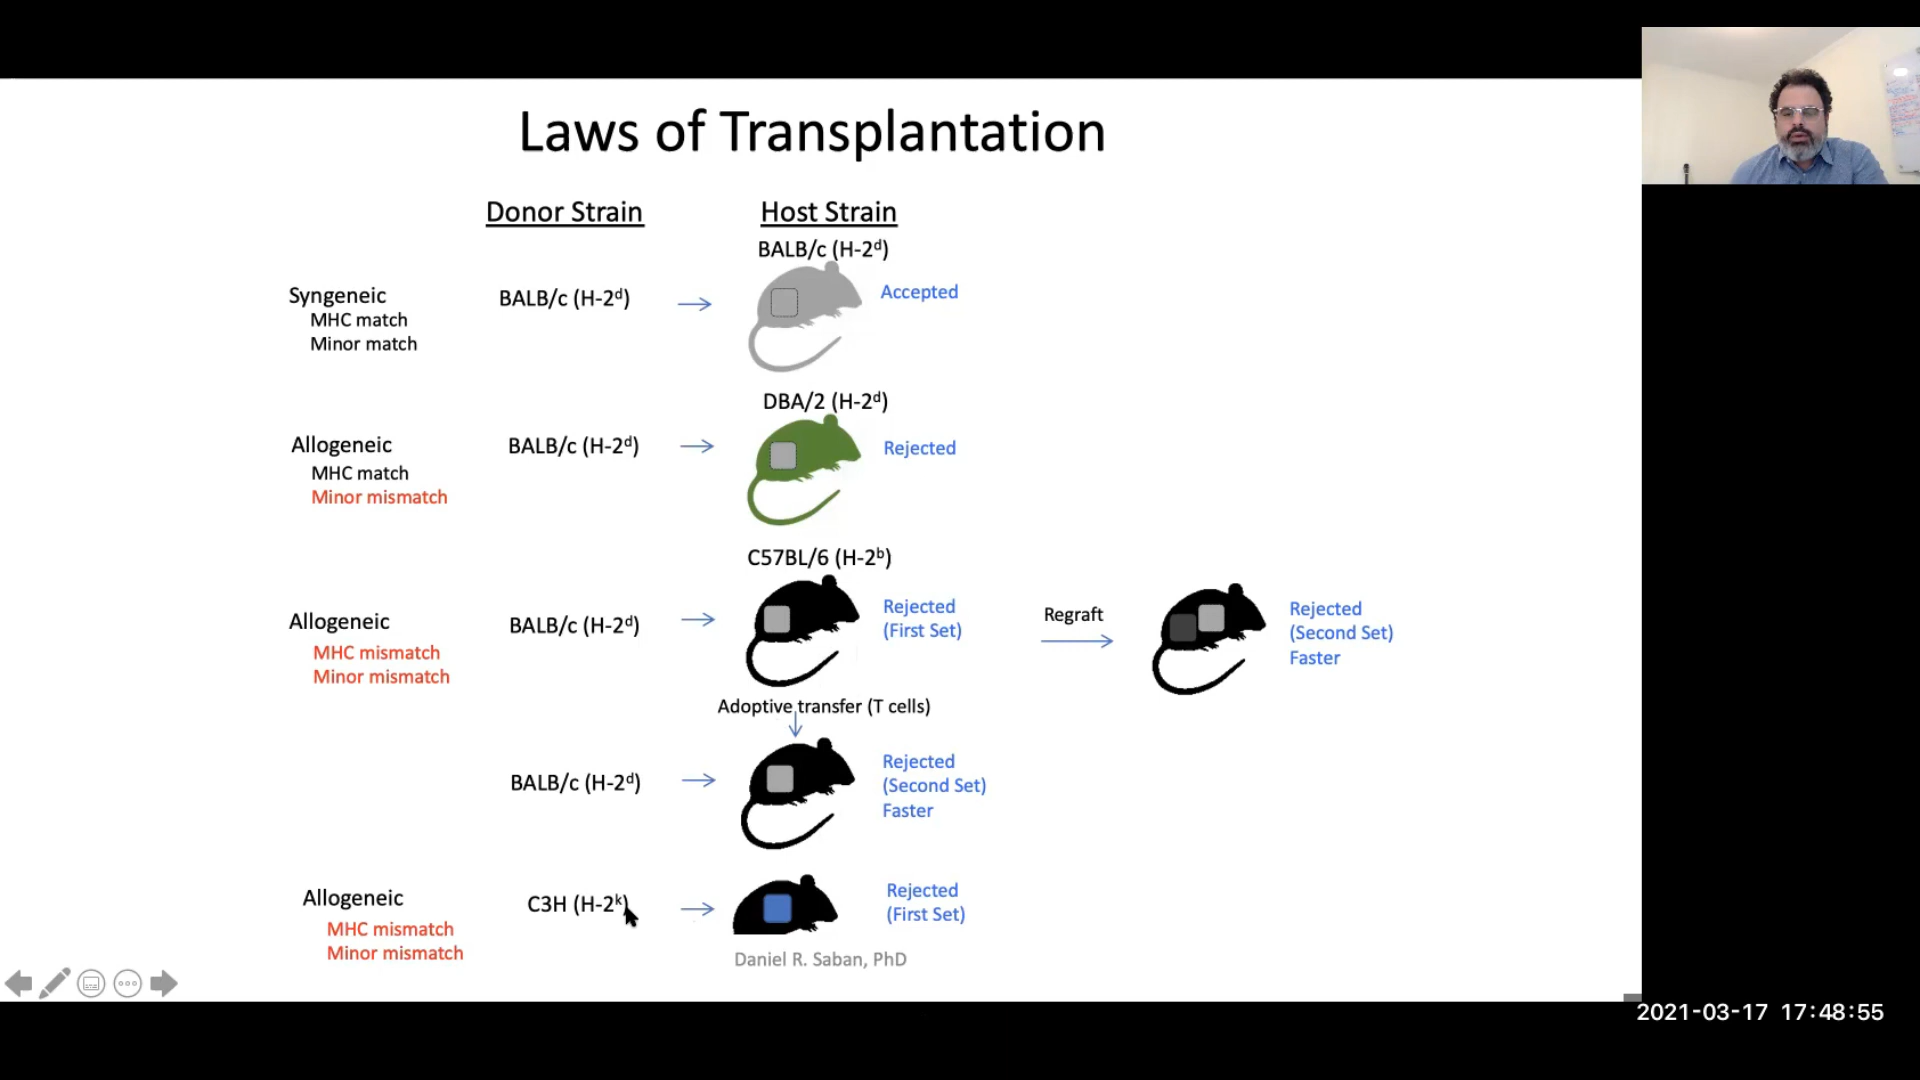 Laws of Transplantation
Donor Strain
Host Strain
BALB/c (H-2ᵈ)
Syngeneic
MHC match
Minor match
BALB/c (H-2ᵈ)
Accepted
DBA/2 (H-2ᵈ)
Allogeneic
MHC match
Minor mismatch
BALB/c (H-2ᵈ)
Rejected
C57BL/6 (H-2ᵇ)
Allogeneic
MHC mismatch
Minor mismatch
BALB/c (H-2ᵈ)
Rejected
(First Set)
Regraft
Rejected
(Second Set)
Faster
Adoptive transfer (T cells)
BALB/c (H-2ᵈ)
Rejected
(Second Set)
Faster
Allogeneic
MHC mismatch
Minor mismatch
C3H (H-2ᵏ)
Rejected
(First Set)
Daniel R. Saban, PhD
2021-03-17 17:48:55